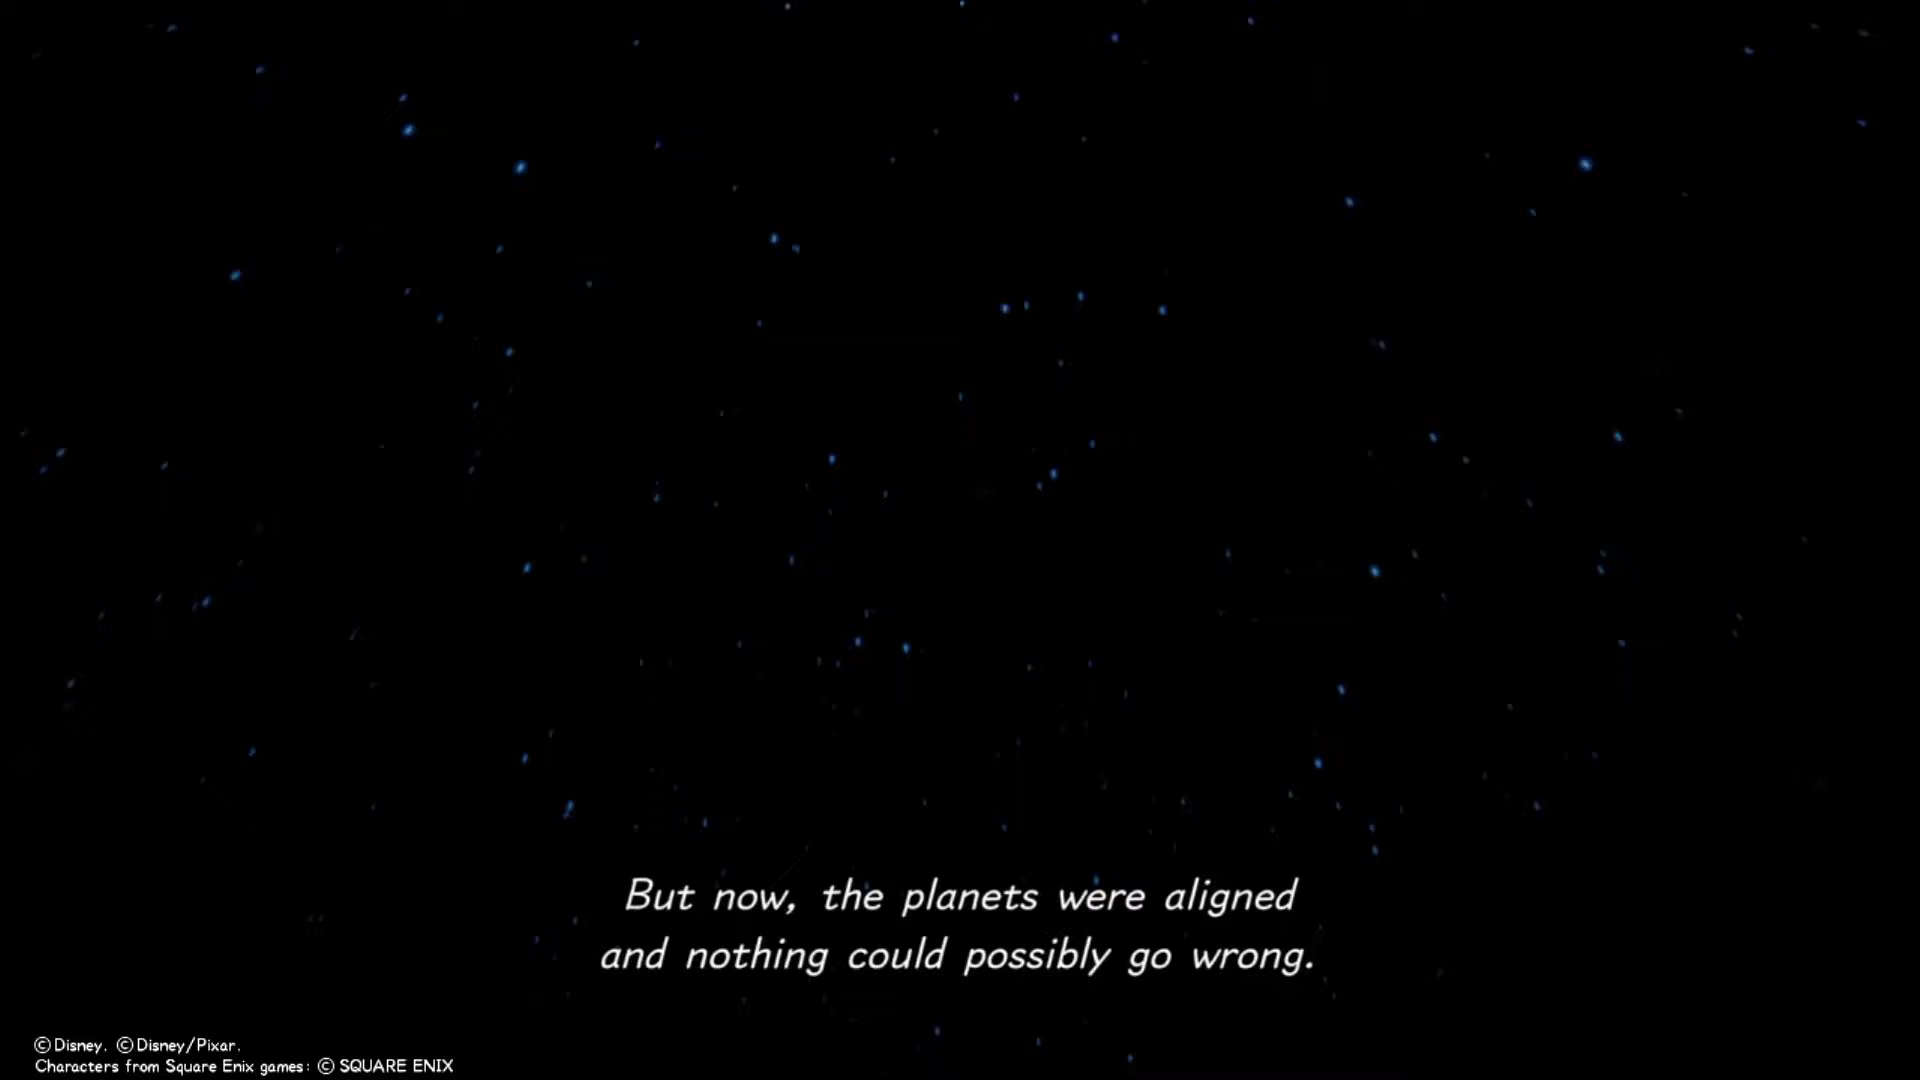 But now, the planets were aligned
and nothing could possibly go wrong.
©Disney. ©Disney/Pixar.
Characters from Square Enix games: © SQUARE ENIX